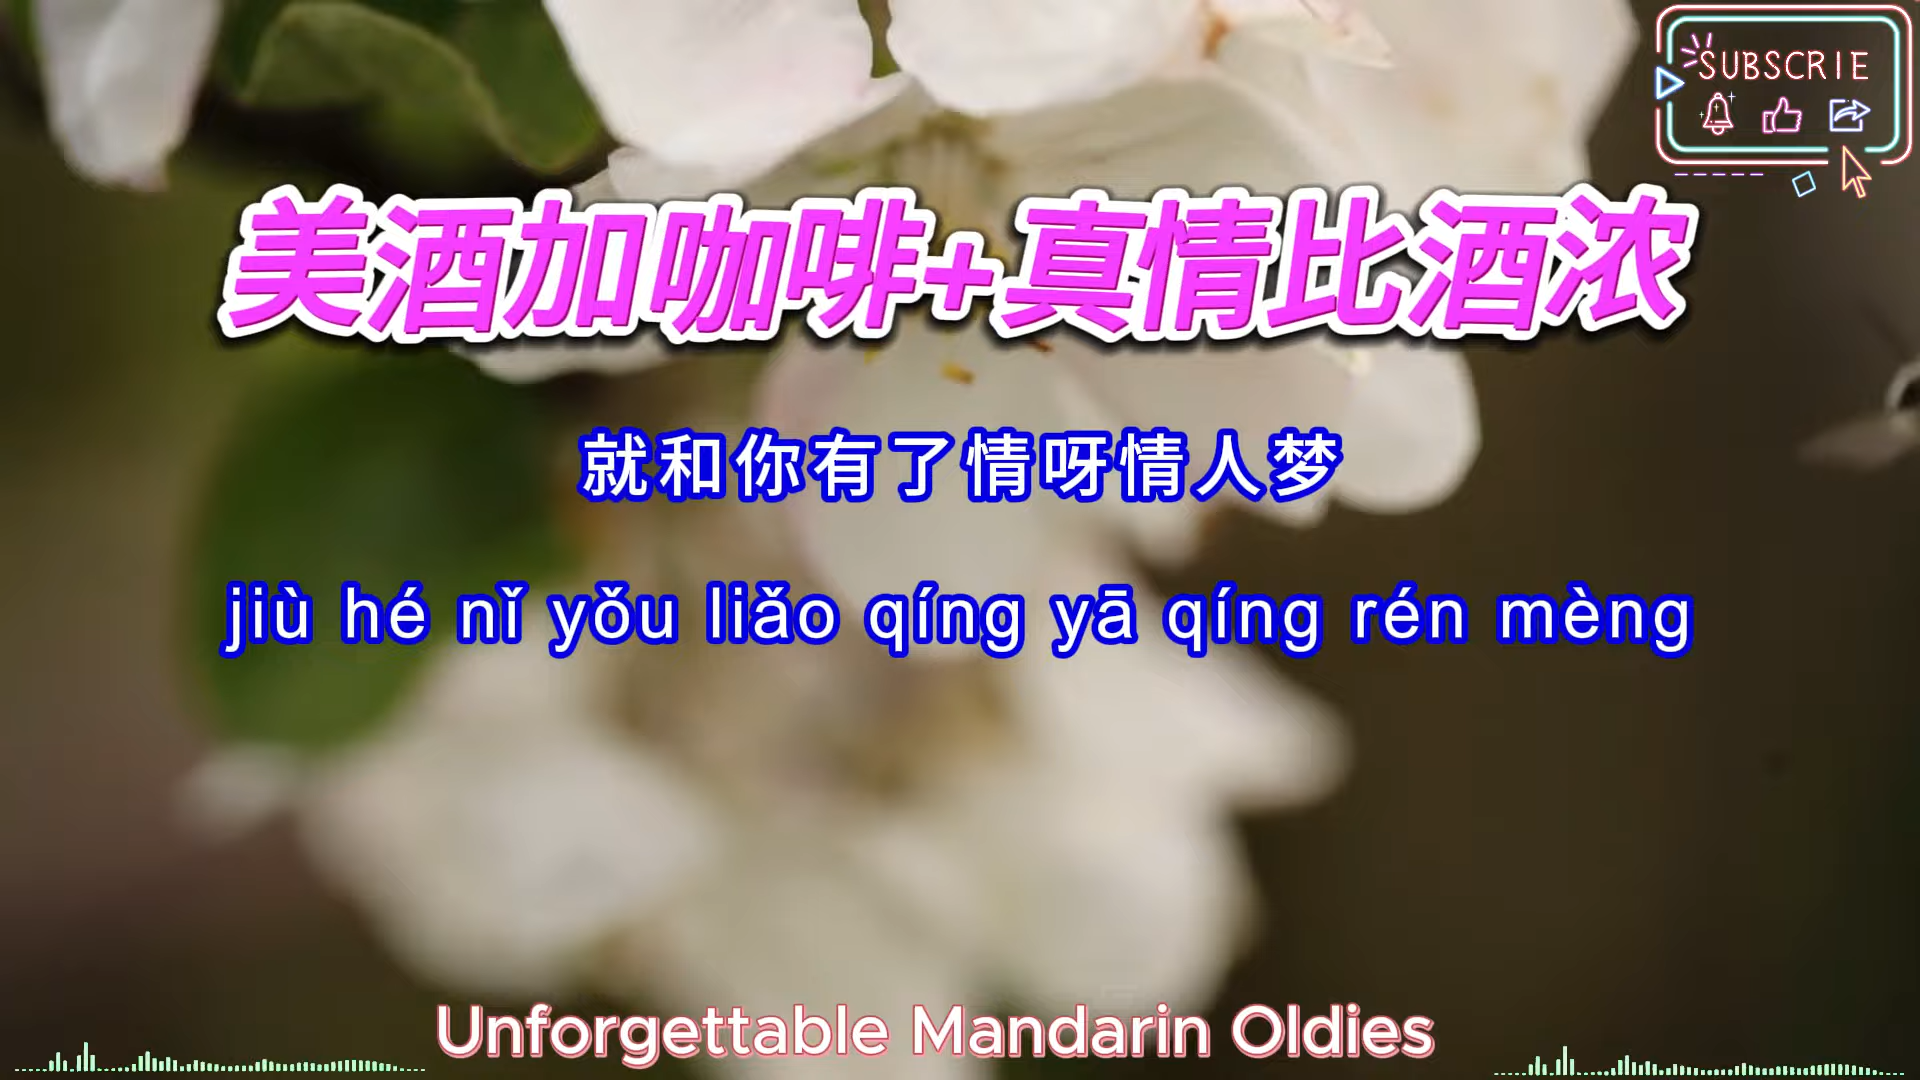 SUBSCRIE
美酒加咖啡+真情比酒浓
就和你有了情呀情人梦
jiù hé nǐ yǒu liǎo qíng yā qíng rén mèng
Unforgettable Mandarin Oldies